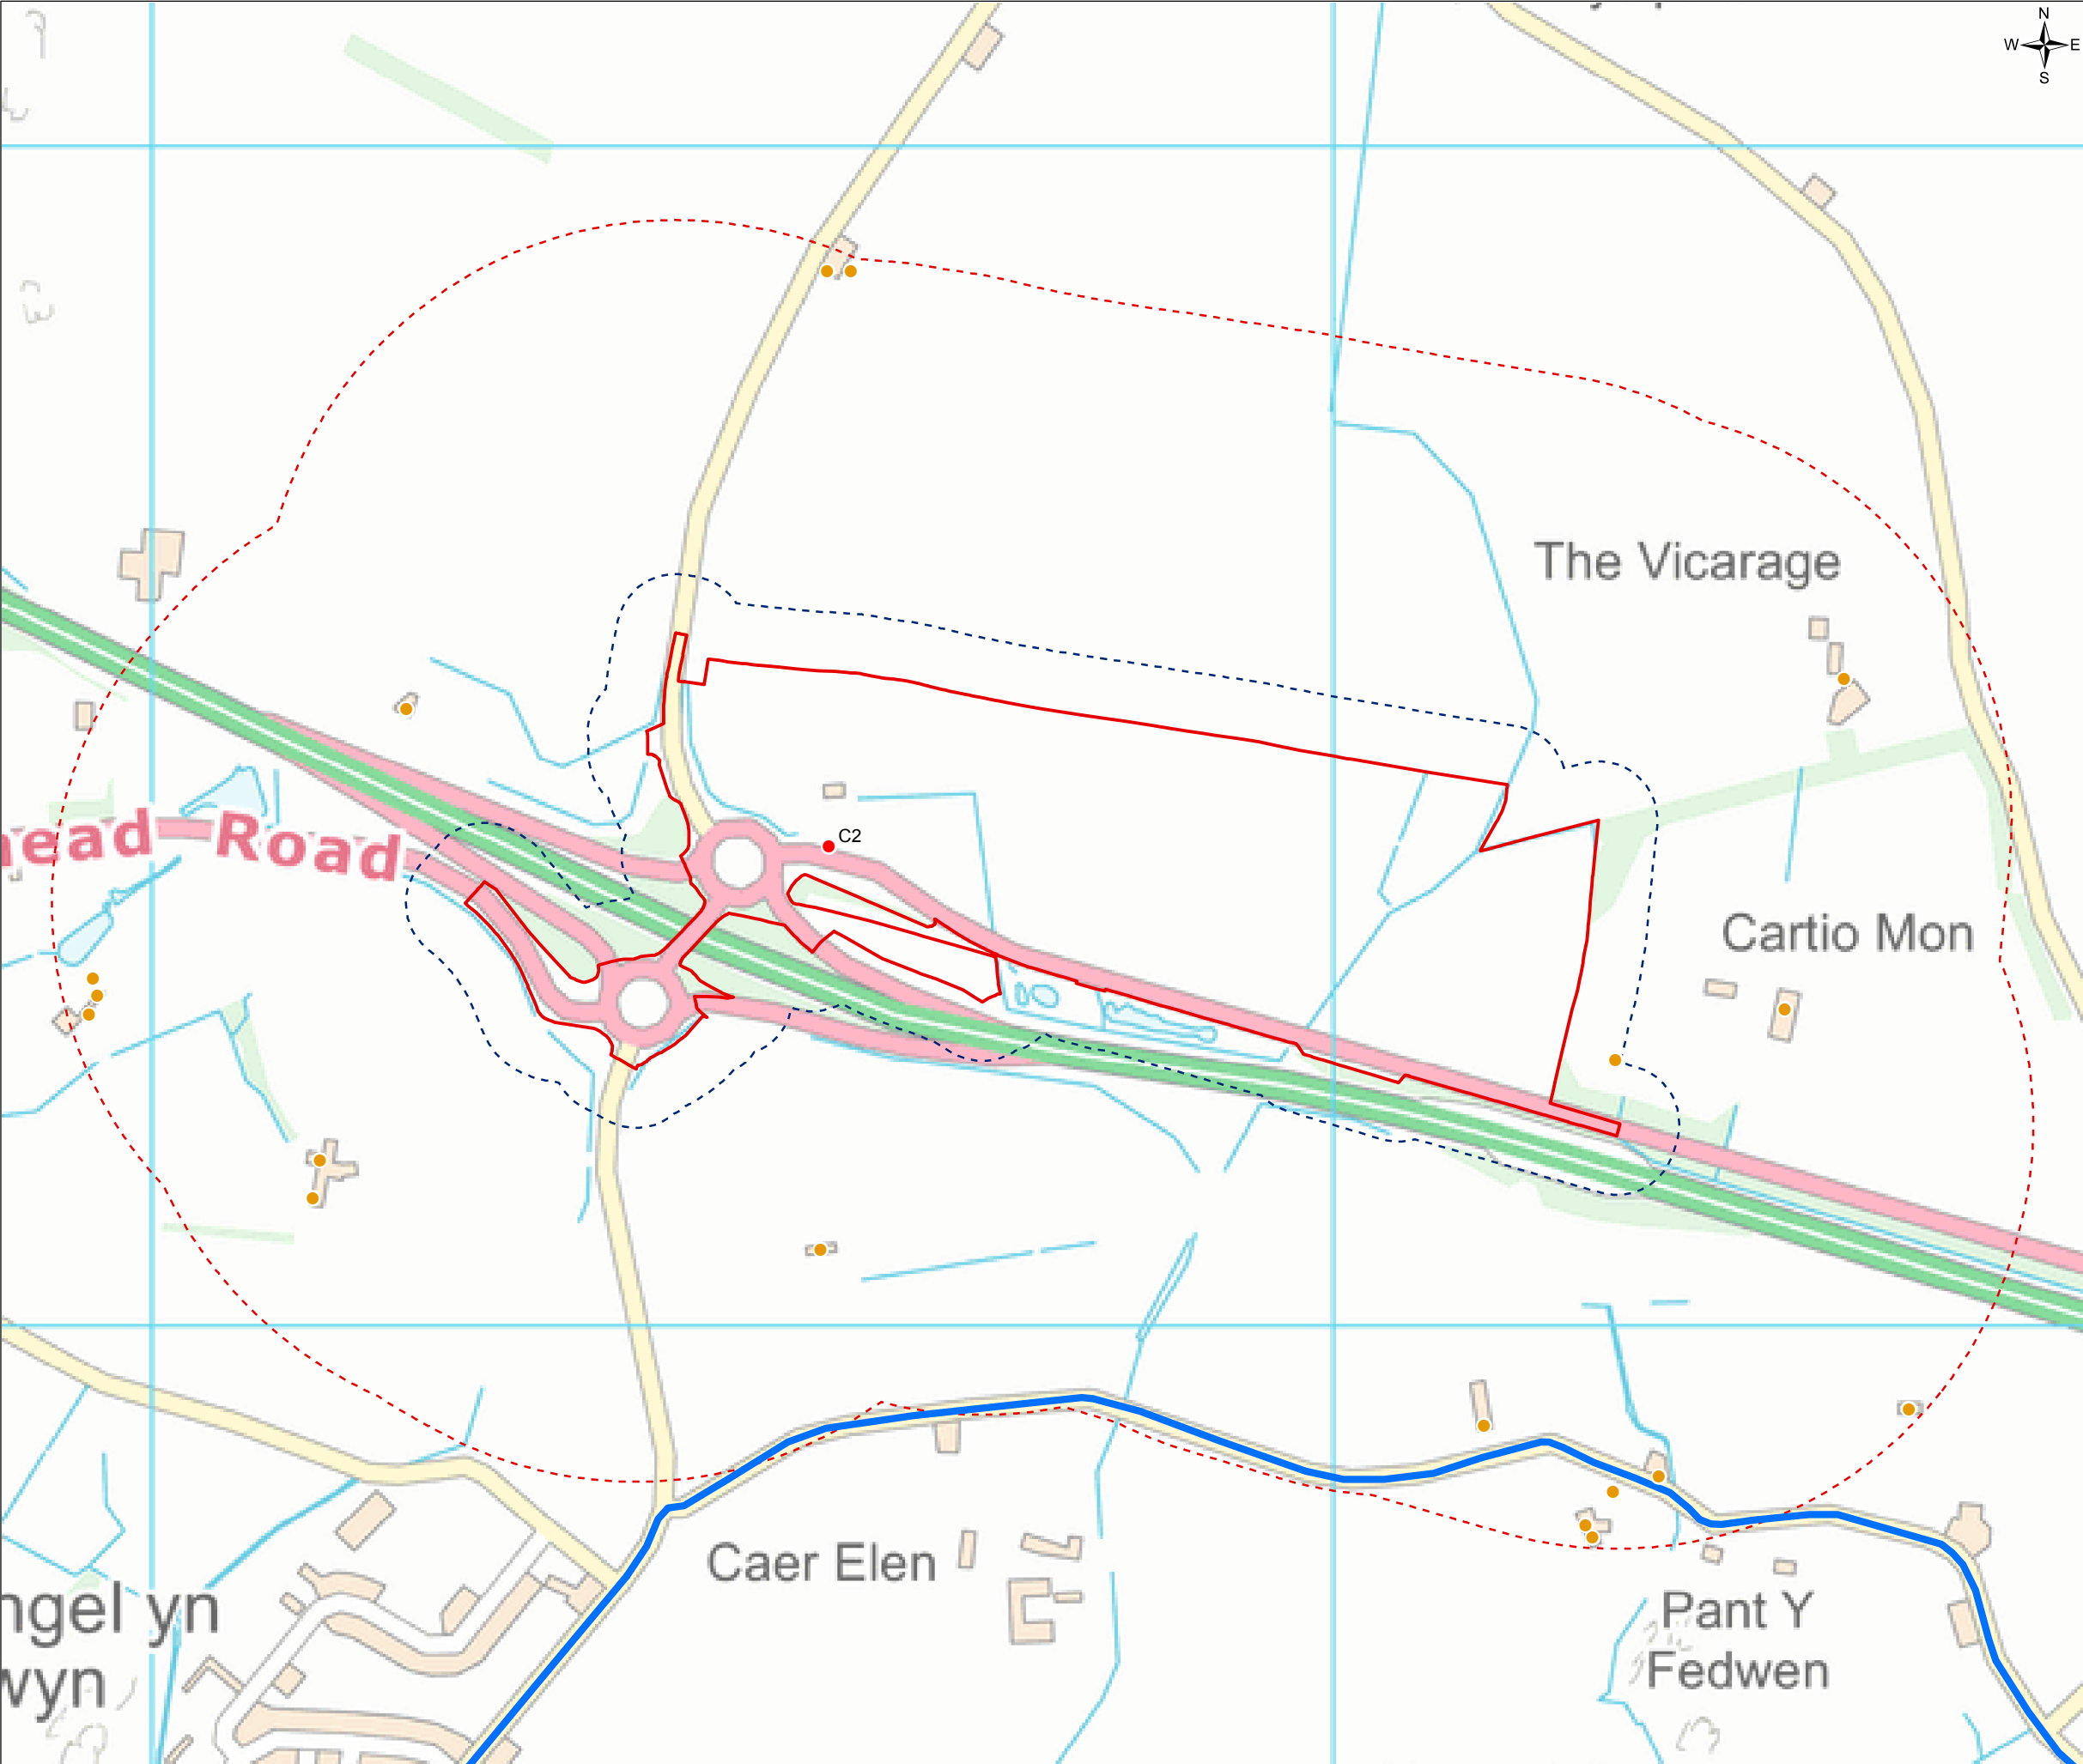 N
W E
S
The Vicarage
C2
ead Road
Cartio Mon
Caer Elen
ngel yn
wyn
Pant Y
Fedwen